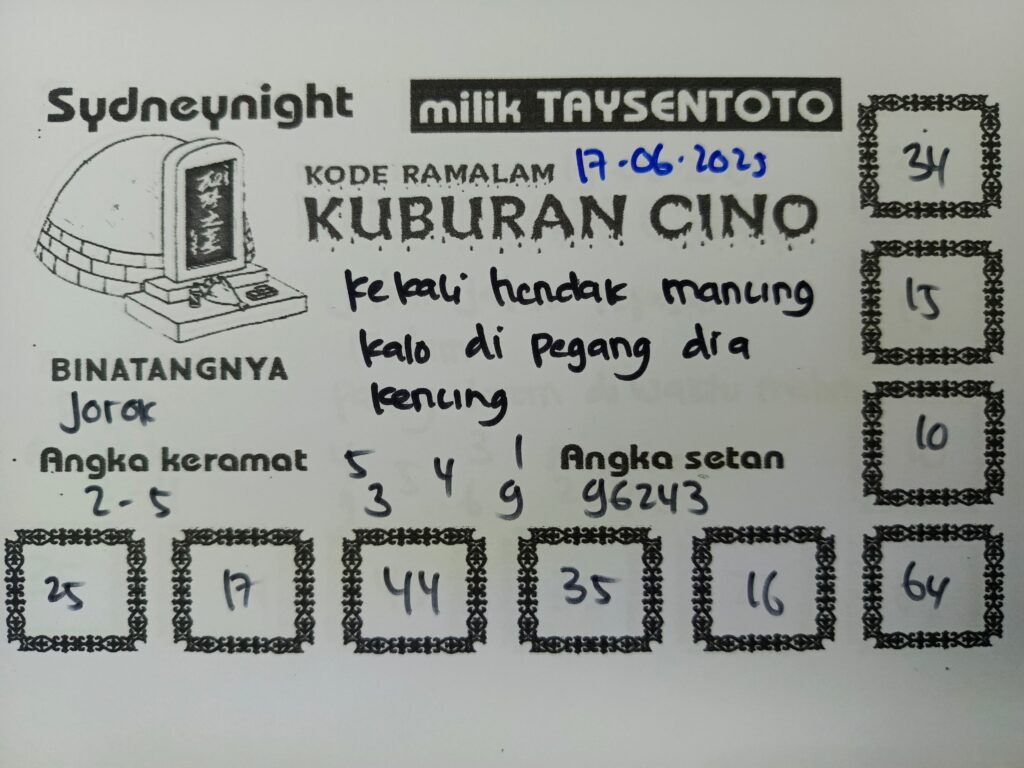 Sydneynight
milik TAYSENTOTO
KODE RAMALAM 17-06-2023
KUBURAN CINO
kekali hendak mancing
kalo di pegang dia
kencing
BINATANGNYA
Jorok
Angka keramat
2-5
5 4 1
3 9
Angka setan
96243
34
15
10
25 17 44 35 16 64